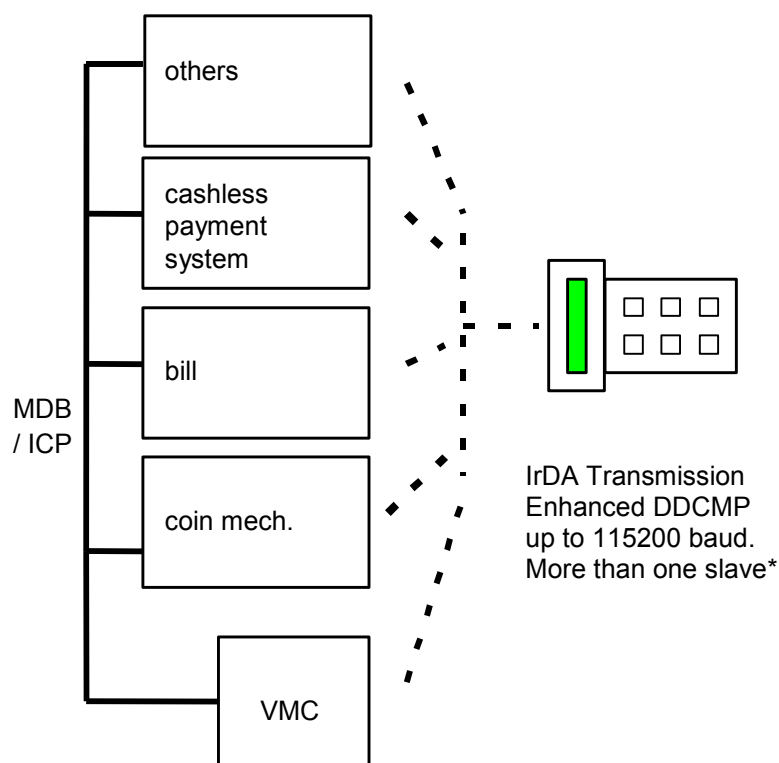 others
cashless
payment
system
bill
MDB
/ ICP
coin mech.
IrDA Transmission
Enhanced DDCMP
up to 115200 baud.
More than one slave*
VMC